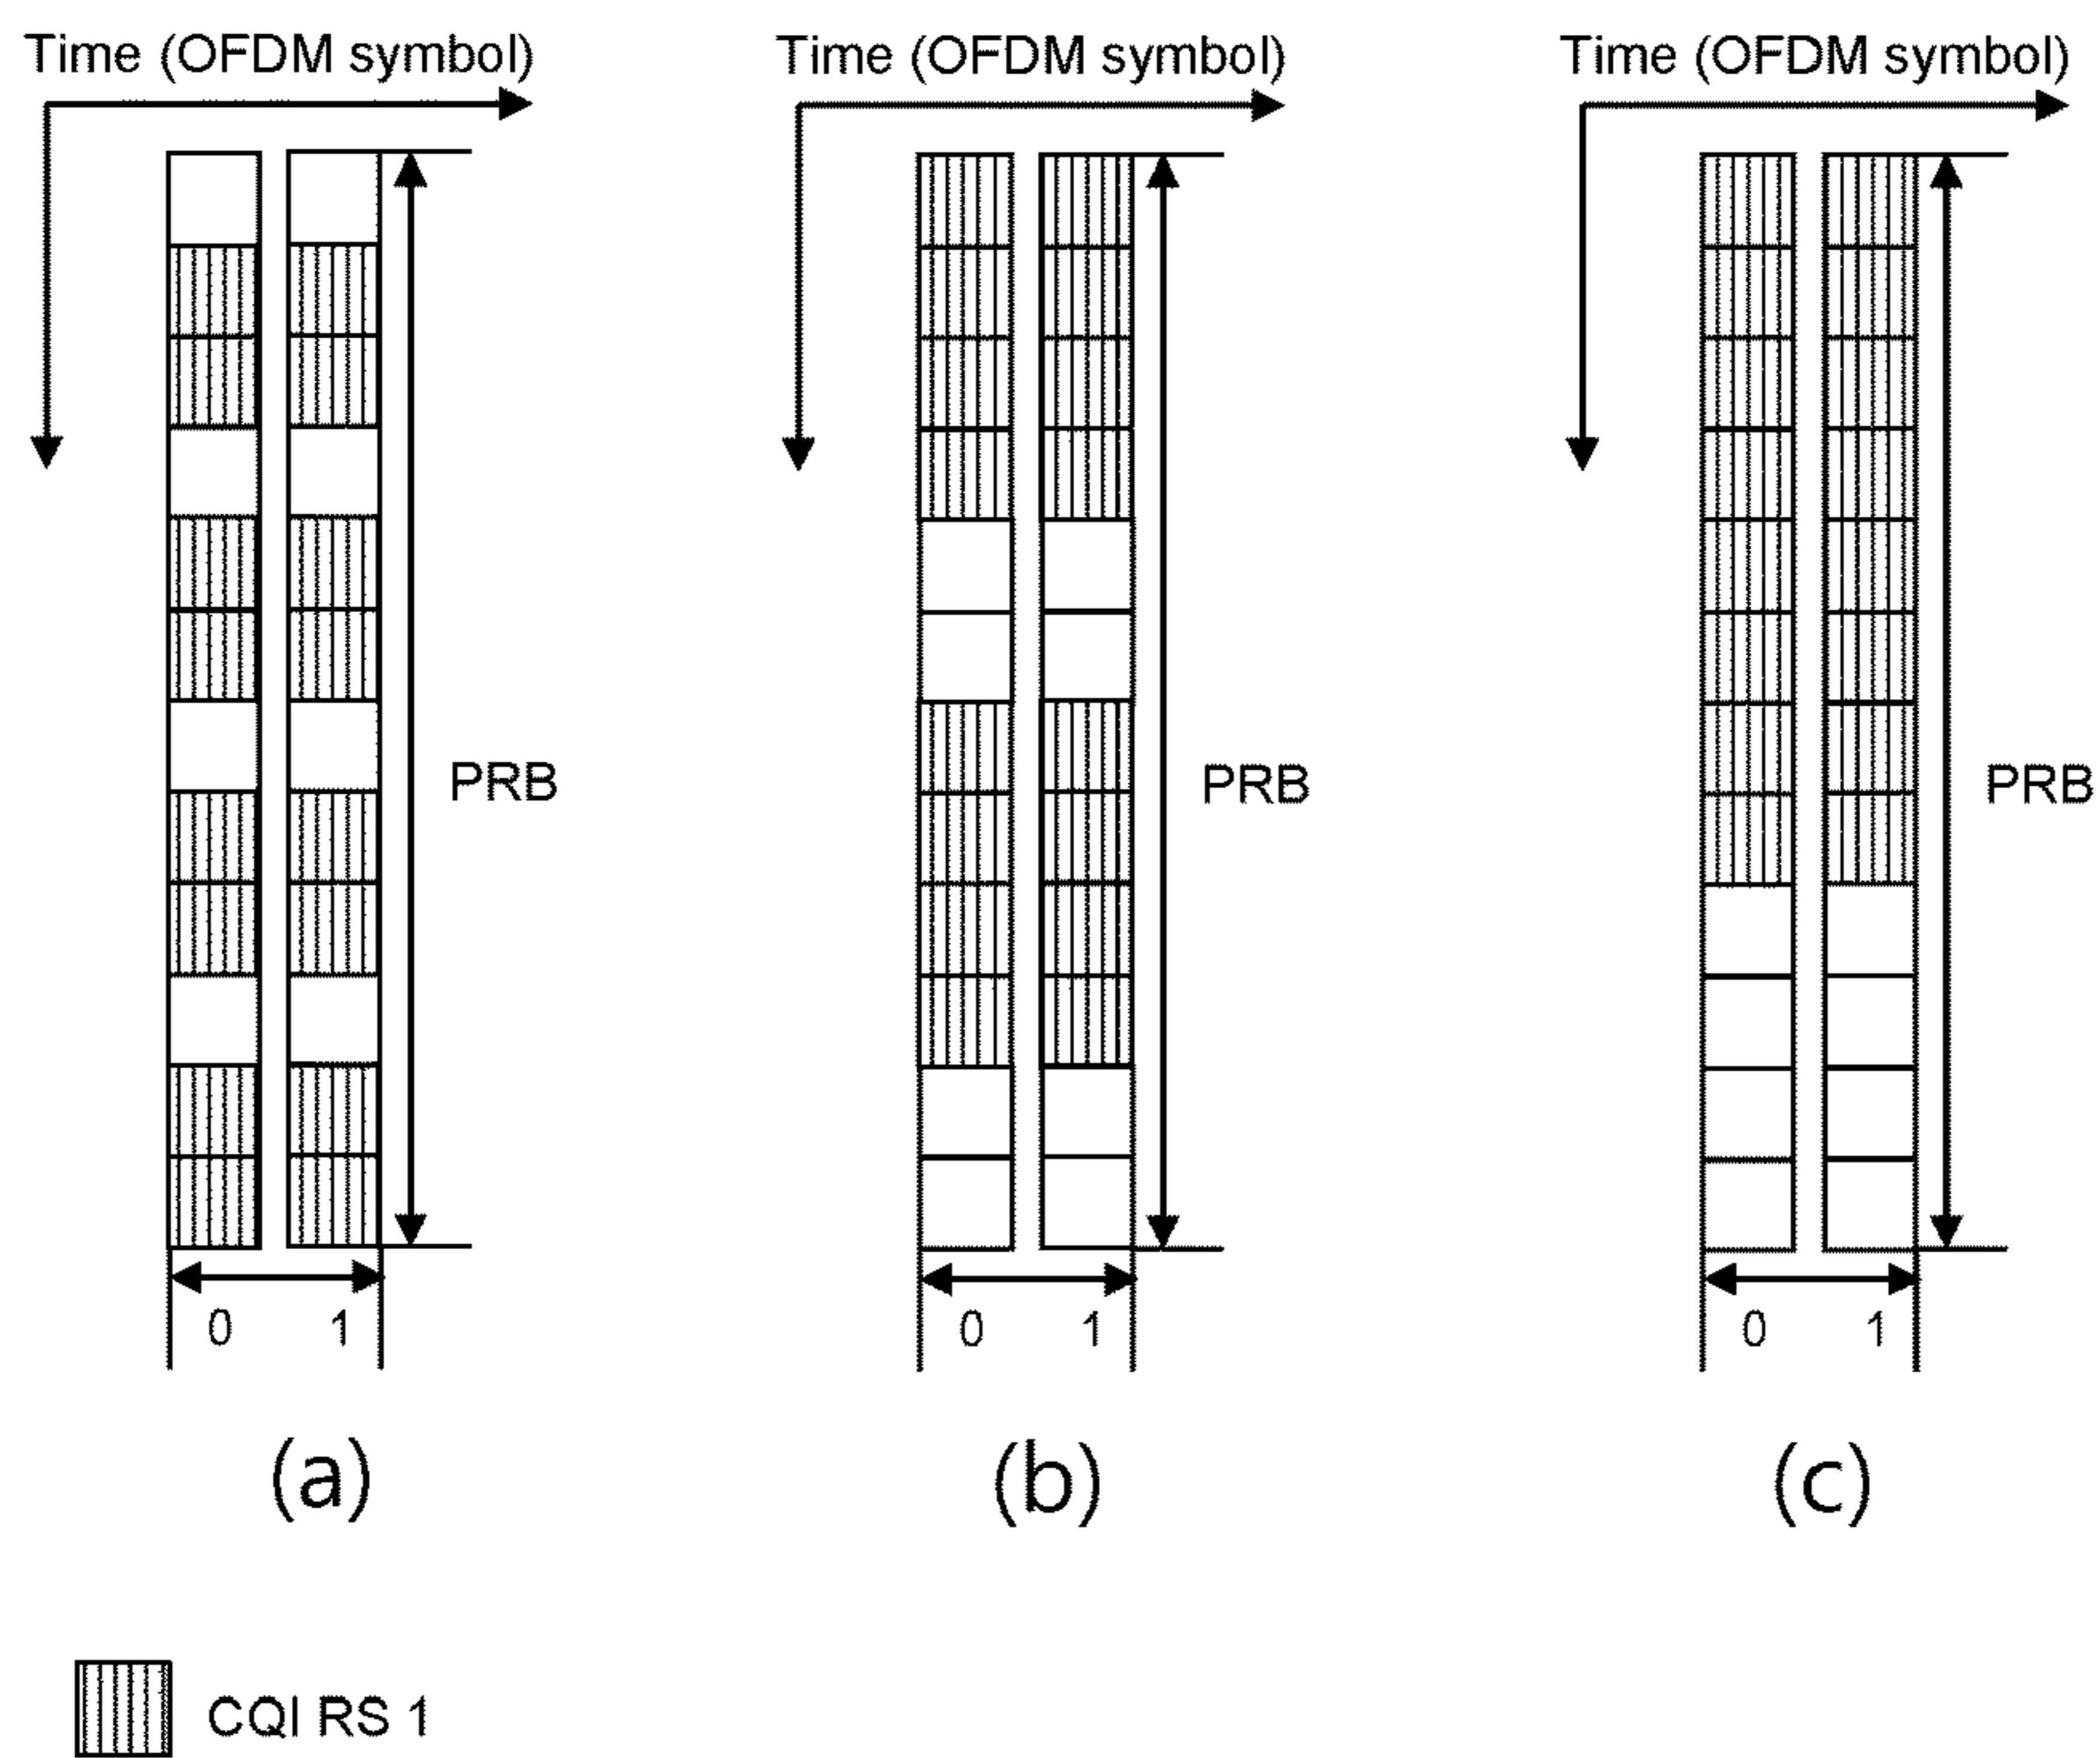 Time (OFDM symbol) Time (OFDM symbol) Time (OFDM symbol)
PRB PRB PRB
0 1 0 1 0 1
(a) (b) (c)
CQI RS 1